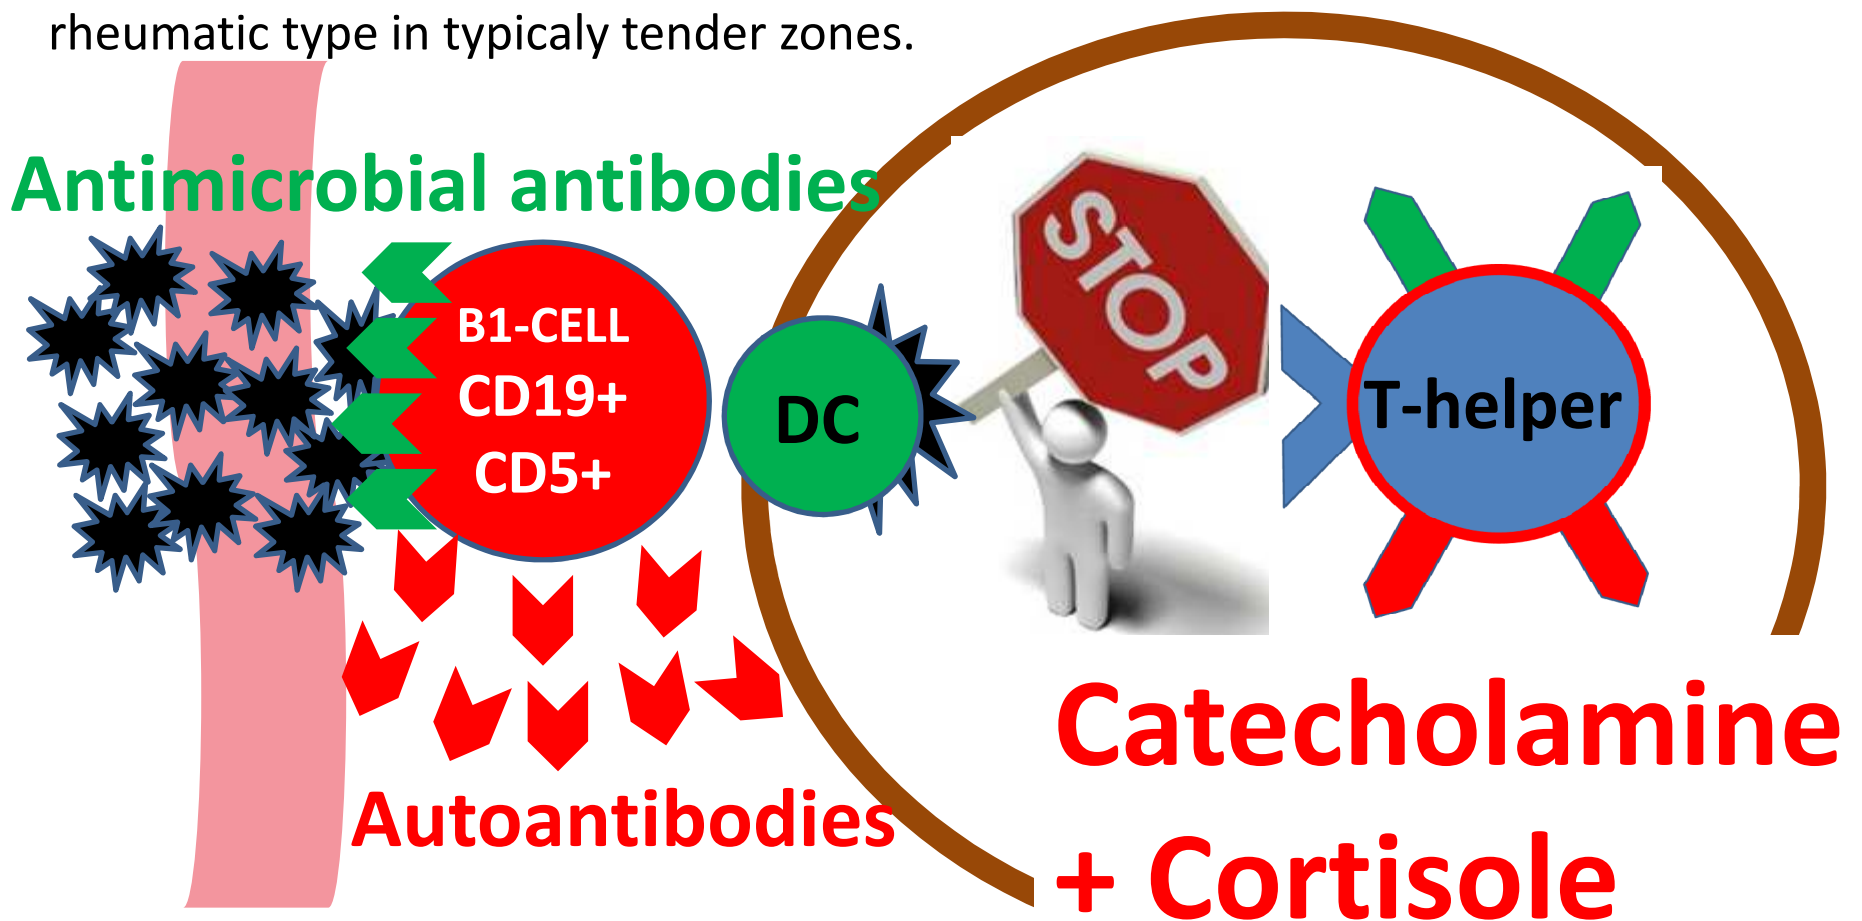 rheumatic type in typicaly tender zones.
Antimicrobial antibodies
B1-CELL
CD19+
CD5+
DC
STOP
T-helper
Autoantibodies
Catecholamine
+ Cortisole